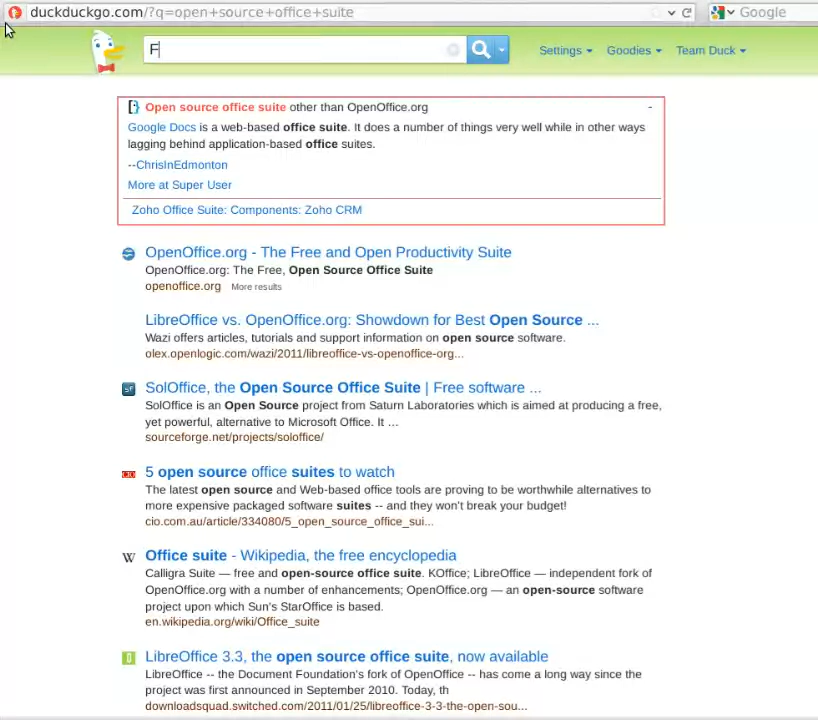 duckduckgo.com/?q=open+source+office+suite
Google
F
Settings
Goodies
Team Duck
Open source office suite other than OpenOffice.org
-
Google Docs is a web-based office suite. It does a number of things very well while in other ways
lagging behind application-based office suites.
--ChrisInEdmonton
More at Super User
Zoho Office Suite: Components: Zoho CRM
OpenOffice.org - The Free and Open Productivity Suite
OpenOffice.org: The Free, Open Source Office Suite
openoffice.org More results
LibreOffice vs. OpenOffice.org: Showdown for Best Open Source ...
Wazi offers articles, tutorials and support information on open source software.
olex.openlogic.com/wazi/2011/libreoffice-vs-openoffice-org...
SF
SolOffice, the Open Source Office Suite | Free software ...
SolOffice is an Open Source project from Saturn Laboratories which is aimed at producing a free,
yet powerful, alternative to Microsoft Office. It ...
sourceforge.net/projects/soloffice/
CIO
5 open source office suites to watch
The latest open source and Web-based office tools are proving to be worthwhile alternatives to
more expensive packaged software suites -- and they won't break your budget!
cio.com.au/article/334080/5_open_source_office_sui...
W
Office suite - Wikipedia, the free encyclopedia
Calligra Suite — free and open-source office suite. KOffice; LibreOffice — independent fork of
OpenOffice.org with a number of enhancements; OpenOffice.org — an open-source software
project upon which Sun's StarOffice is based.
en.wikipedia.org/wiki/Office_suite
LibreOffice 3.3, the open source office suite, now available
LibreOffice -- the Document Foundation's fork of OpenOffice -- has come a long way since the
project was first announced in September 2010. Today, th
downloadsquad.switched.com/2011/01/25/libreoffice-3-3-the-open-sou...